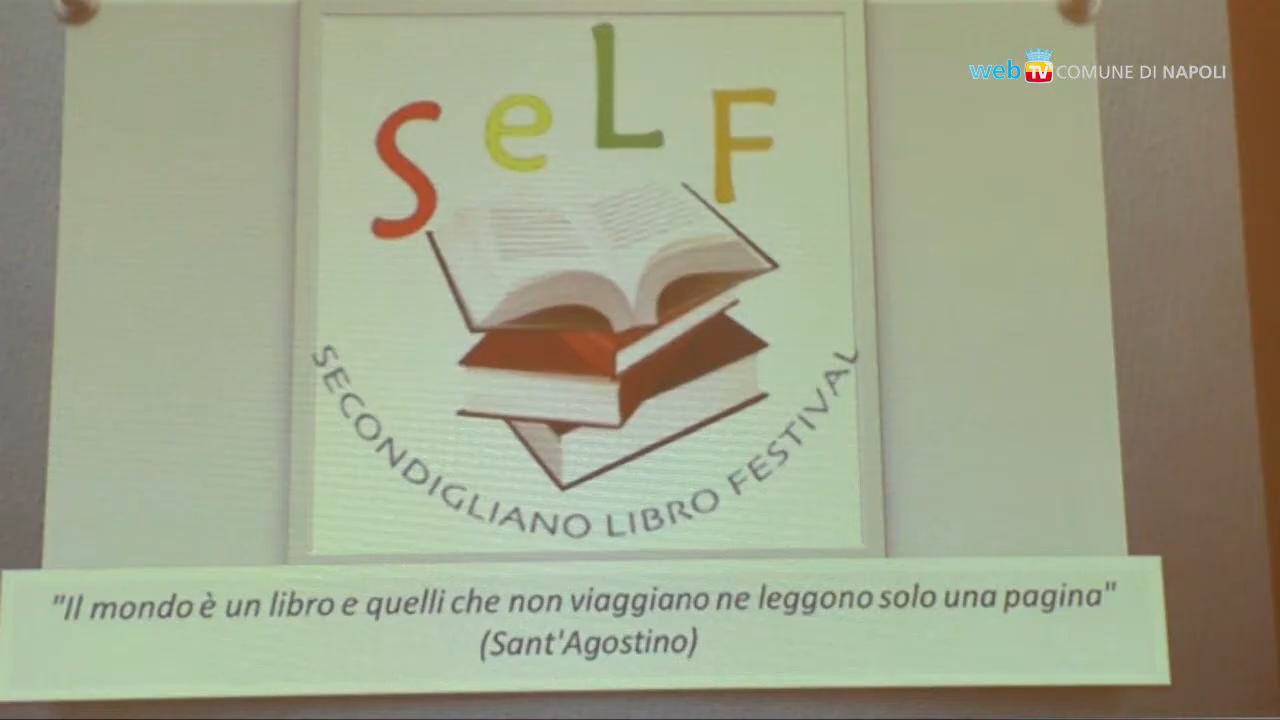 web TV COMUNE DI NAPOLI
SeLF
SECONDIGLIANO LIBRO FESTIVAL
"Il mondo è un libro e quelli che non viaggiano ne leggono solo una pagina"
(Sant'Agostino)